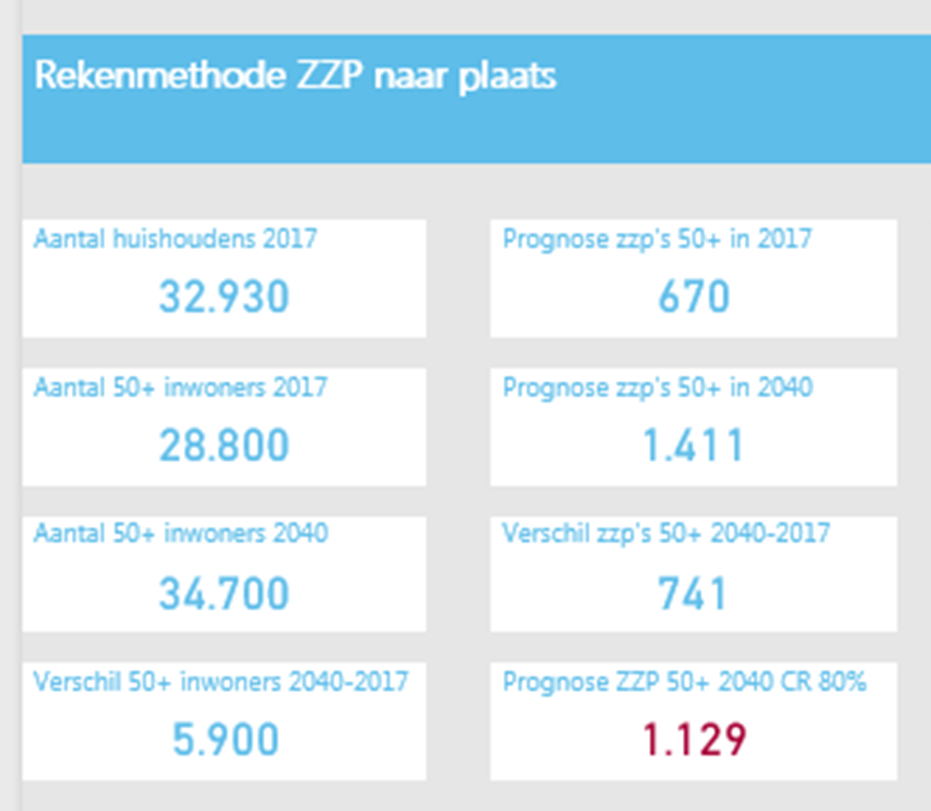 Rekenmethode ZZP naar plaats
Aantal huishoudens 2017
32.930
Prognose zzp's 50+ in 2017
670
Aantal 50+ inwoners 2017
28.800
Prognose zzp's 50+ in 2040
1.411
Aantal 50+ inwoners 2040
34.700
Verschil zzp's 50+ 2040-2017
741
Verschil 50+ inwoners 2040-2017
5.900
Prognose ZZP 50+ 2040 CR 80%
1.129